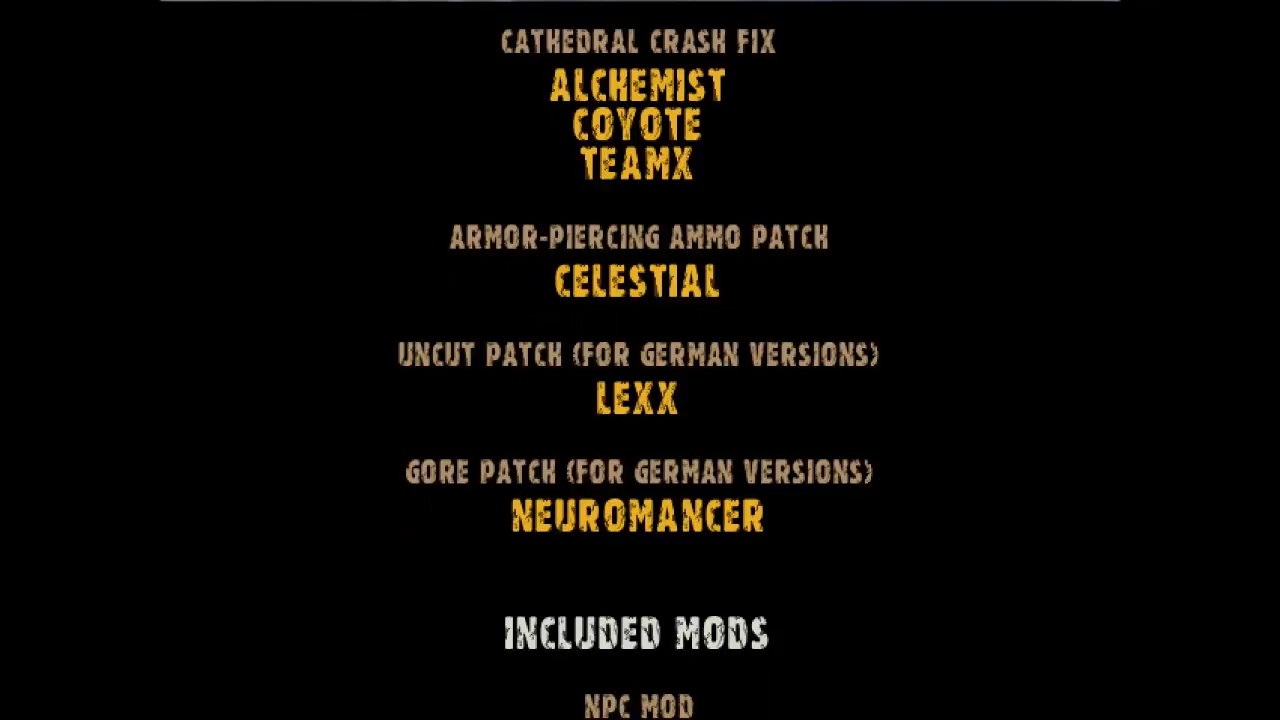 CATHEDRAL CRASH FIX
ALCHEMIST
COYOTE
TEAMX
ARMOR-PIERCING AMMO PATCH
CELESTIAL
UNCUT PATCH (FOR GERMAN VERSIONS)
LEXX
GORE PATCH (FOR GERMAN VERSIONS)
NEUROMANCER
INCLUDED MODS
NPC MOD